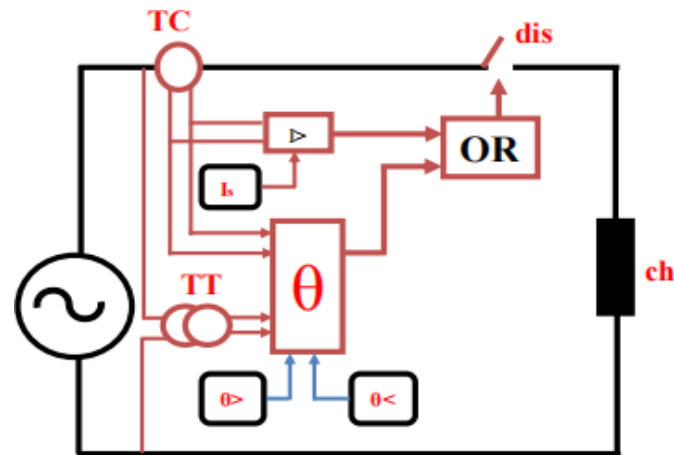 TC
dis
▷
OR
Is
TT
θ
ch
θ>
θ<